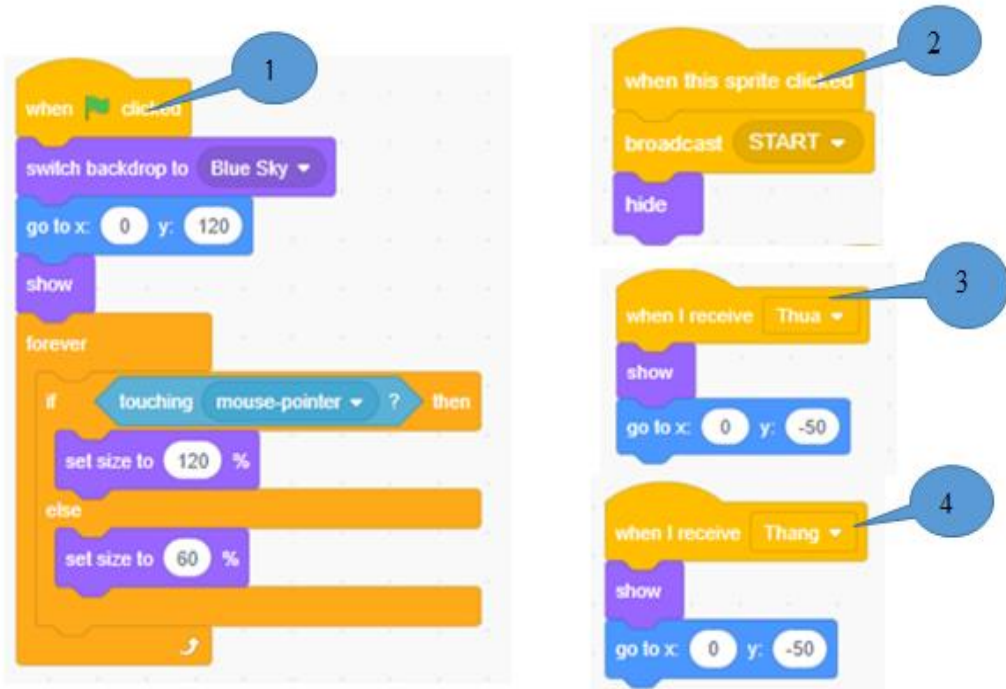 1
when clicked
switch backdrop to Blue Sky
go to x: 0 y: 120
show
forever
if touching mouse-pointer ? then
set size to 120 %
else
set size to 60 %
2
when this sprite clicked
broadcast START
hide
3
when I receive Thua
show
go to x: 0 y: -50
4
when I receive Thang
show
go to x: 0 y: -50